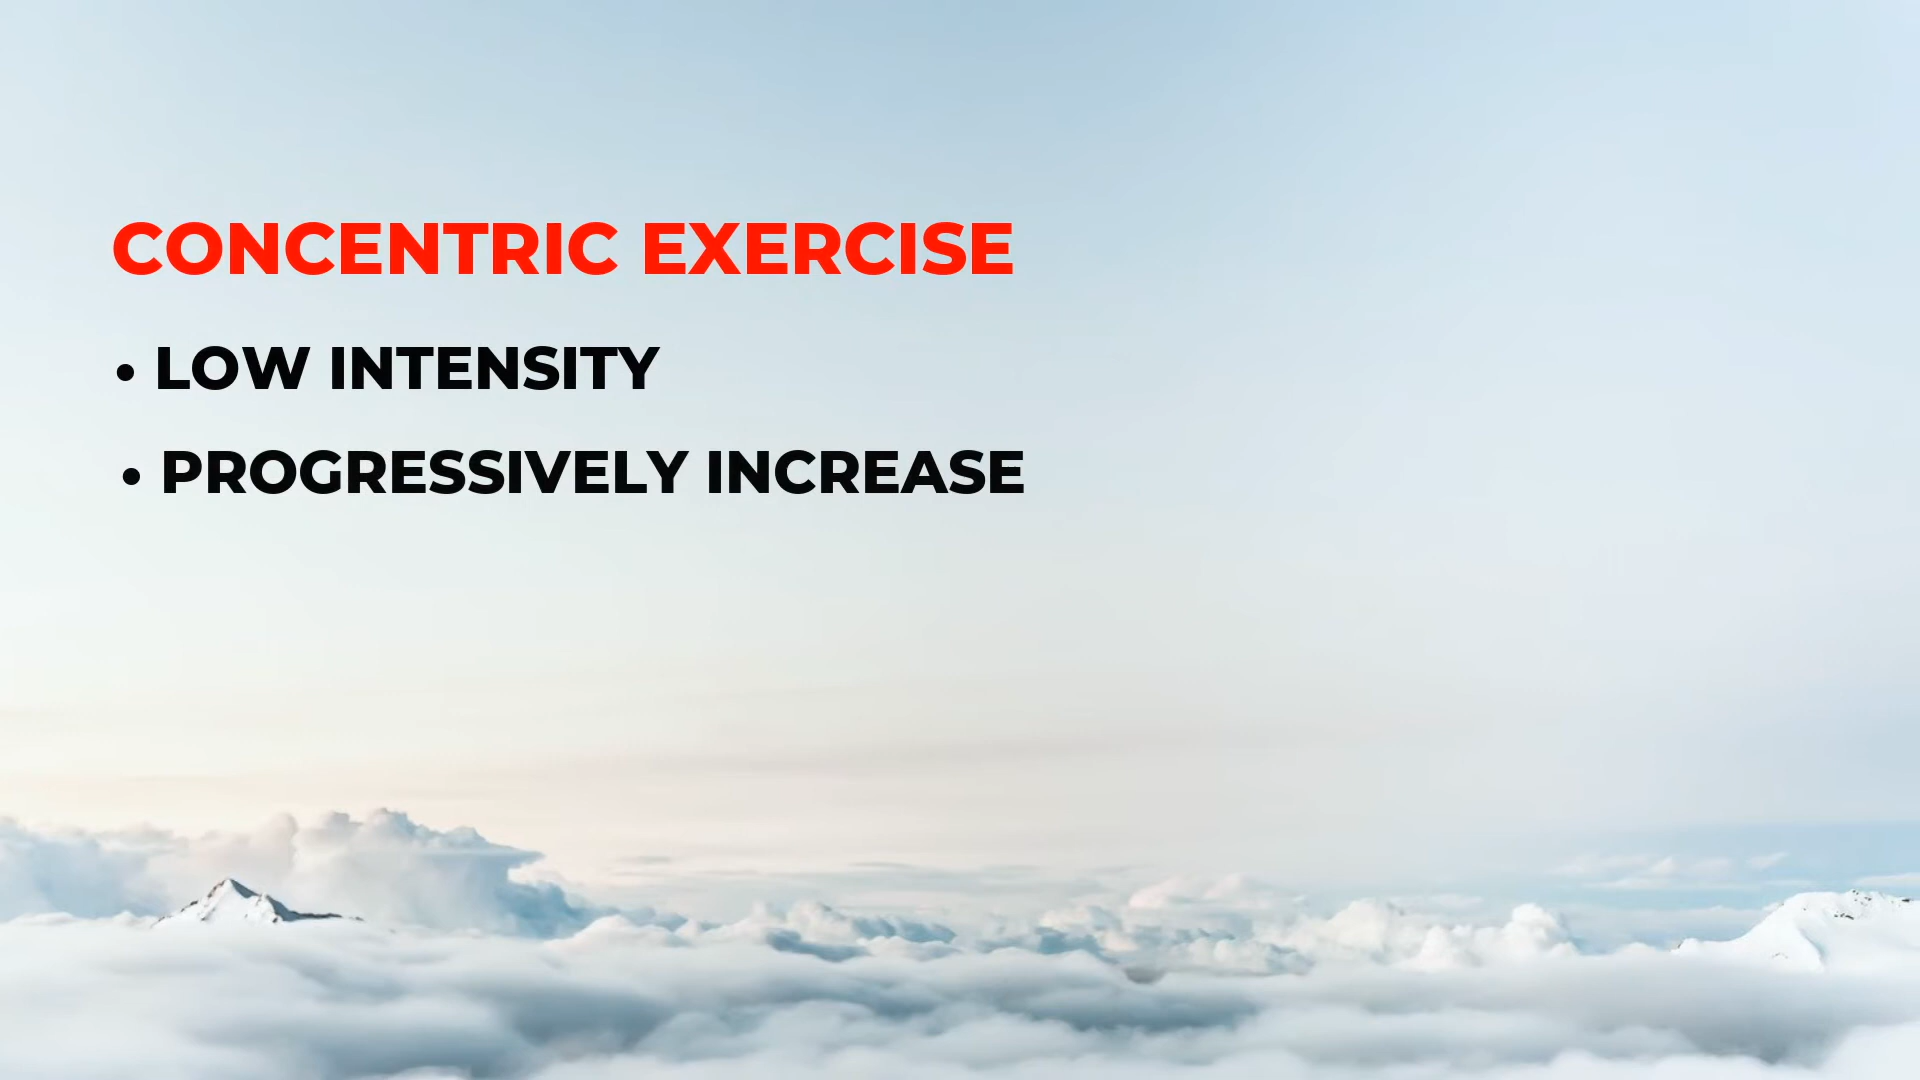 CONCENTRIC EXERCISE
• LOW INTENSITY
• PROGRESSIVELY INCREASE